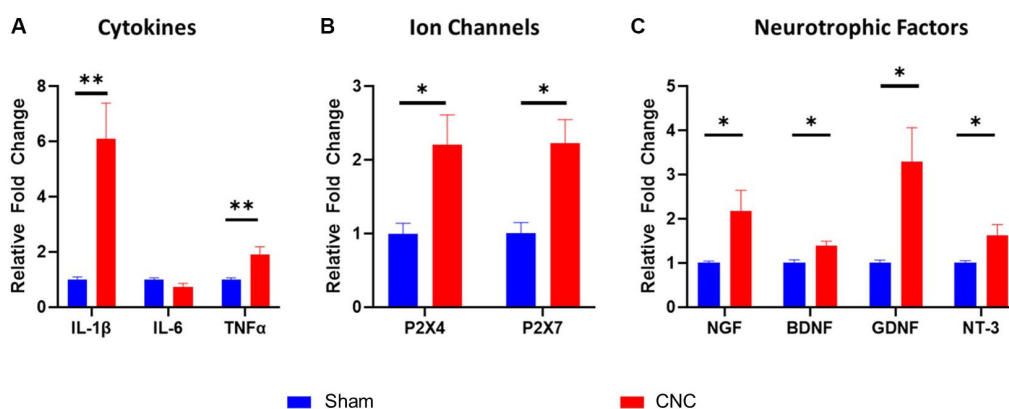 A Cytokines
B Ion Channels
C Neurotrophic Factors
Relative Fold Change
8
6
4
2
0
**
**
IL-1β IL-6 TNFα
Relative Fold Change
3
2
1
0
* *
P2X4 P2X7
Relative Fold Change
5
4
3
2
1
0
* * * *
NGF BDNF GDNF NT-3
Sham CNC